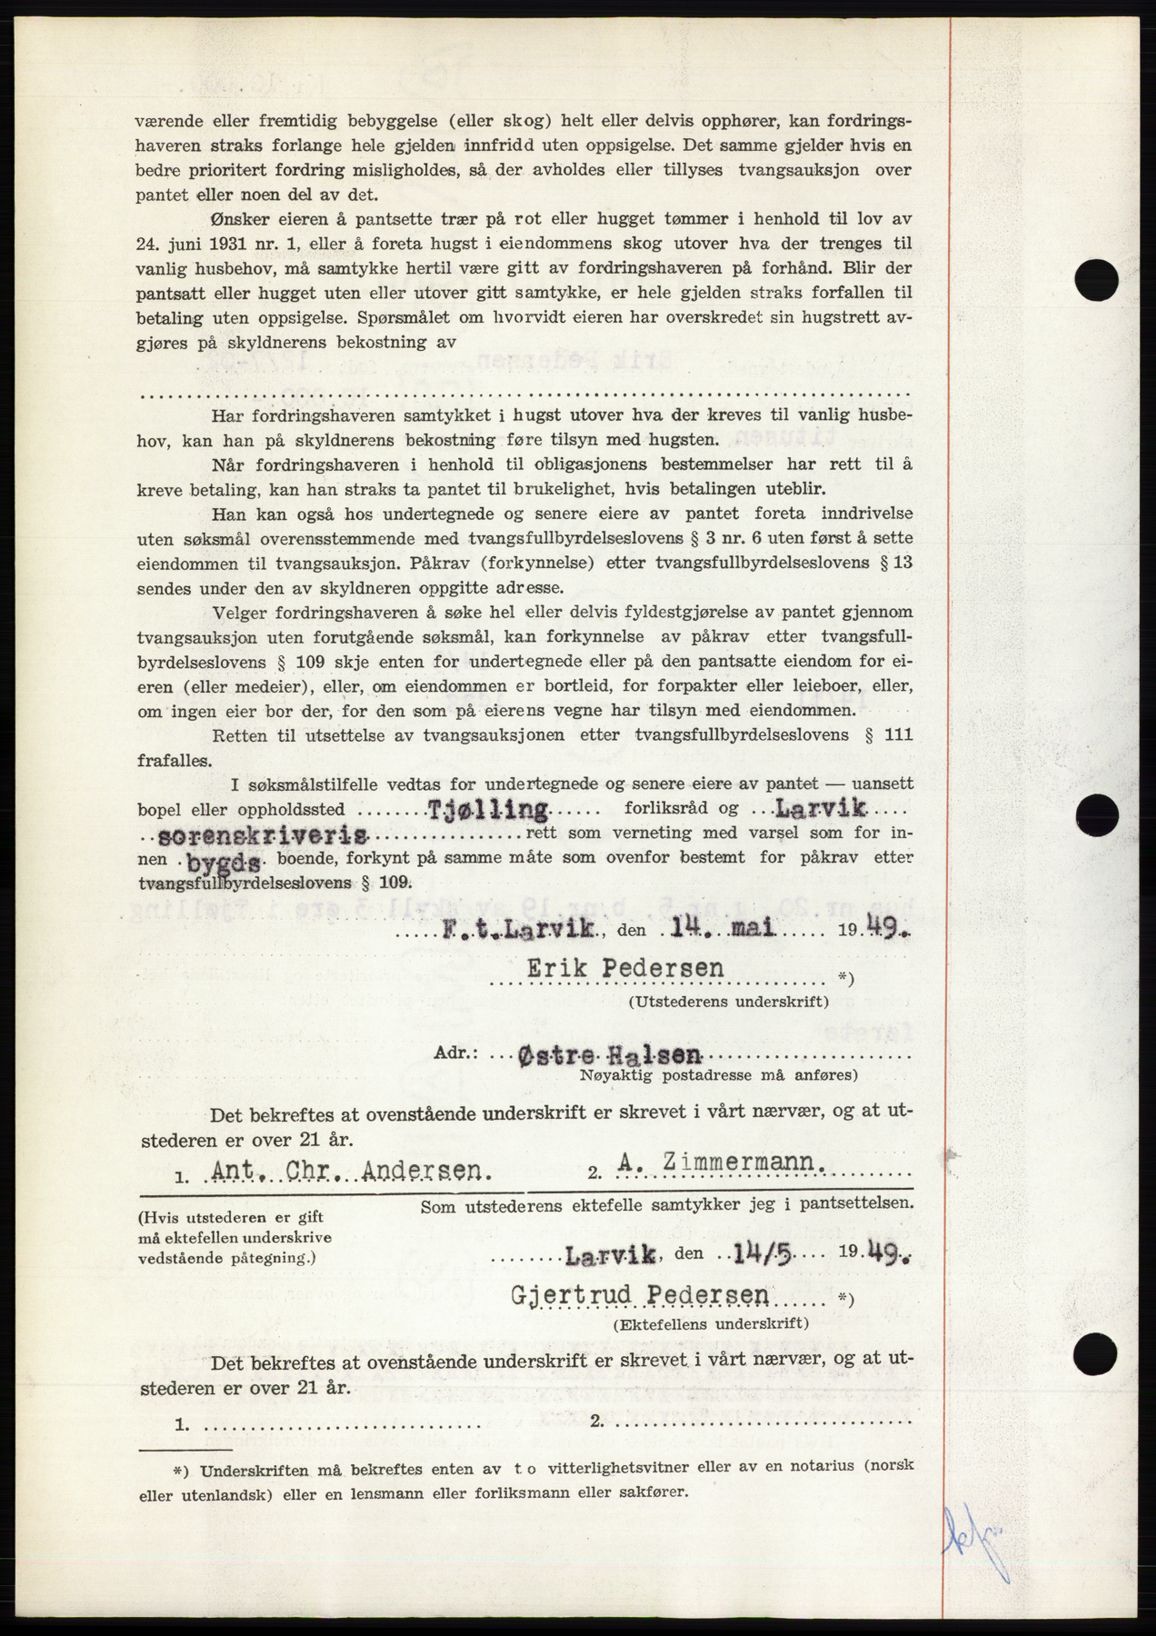 værende eller fremtidig bebyggelse (eller skog) helt eller delvis opphører, kan fordrings-
haveren straks forlange hele gjelden innfridd uten oppsigelse. Det samme gjelder hvis en
bedre prioritert fordring misligholdes, så der avholdes eller tillyses tvangsauksjon over
pantet eller noen del av det.
Ønsker eieren å pantsette trær på rot eller hugget tømmer i henhold til lov av
24. juni 1931 nr. 1, eller å foreta hugst i eiendommens skog utover hva der trenges til
vanlig husbehov, må samtykke hertil være gitt av fordringshaveren på forhånd. Blir der
pantsatt eller hugget uten eller utover gitt samtykke, er hele gjelden straks forfallen til
betaling uten oppsigelse. Spørsmålet om hvorvidt eieren har overskredet sin hugstrett av-
gjøres på skyldnerens bekostning av
Har fordringshaveren samtykket i hugst utover hva der kreves til vanlig husbe-
hov, kan han på skyldnerens bekostning føre tilsyn med hugsten.
Når fordringshaveren i henhold til obligasjonens bestemmelser har rett til å
kreve betaling, kan han straks ta pantet til brukelighet, hvis betalingen uteblir.
Han kan også hos undertegnede og senere eiere av pantet foreta inndrivelse
uten søksmål overensstemmende med tvangsfullbyrdelseslovens § 3 nr. 6 uten først å sette
eiendommen til tvangsauksjon. Påkrav (forkynnelse) etter tvangsfullbyrdelseslovens § 13
sendes under den av skyldneren oppgitte adresse.
Velger fordringshaveren å søke hel eller delvis fyldestgjørelse av pantet gjennom
tvangsauksjon uten forutgående søksmål, kan forkynnelse av påkrav etter tvangsfull-
byrdelseslovens § 109 skje enten for undertegnede eller på den pantsatte eiendom for ei-
eren (eller medeier), eller, om eiendommen er bortleid, for forpakter eller leieboer, eller,
om ingen eier bor der, for den som på eierens vegne har tilsyn med eiendommen.
Retten til utsettelse av tvangsauksjonen etter tvangsfullbyrdelseslovens § 111
frafalles.
I søksmålstilfelle vedtas for undertegnede og senere eiere av pantet — uansett
bopel eller oppholdssted ........Tjølling...... forliksråd og ...Larvik.....
..sorenskriveris.................. rett som verneting med varsel som for in-
nen .bygds. boende, forkynt på samme måte som ovenfor bestemt for påkrav etter
tvangsfullbyrdelseslovens § 109.
.....F.t.Larvik., den .14. mai..... 1949.
Erik Pedersen *)
(Utstederens underskrift)
Adr.: ...Østre Halsen......................
Nøyaktig postadresse må anføres)
Det bekreftes at ovenstående underskrift er skrevet i vårt nærvær, og at ut-
stederen er over 21 år.
1. Ant. Chr. Andersen. 2. A. Zimmermann.
Som utstederens ektefelle samtykker jeg i pantsettelsen.
(Hvis utstederen er gift
må ektefellen underskrive
vedstående påtegning.)
........Larvik, den ..14/5.... 1949.
Gjertrud Pedersen...... *)
(Ektefellens underskrift)
Det bekreftes at ovenstående underskrift er skrevet i vårt nærvær, og at ut-
stederen er over 21 år.
1. .............................. 2. ................................
*) Underskriften må bekreftes enten av to vitterlighetsvitner eller av en notarius (norsk
eller utenlandsk) eller en lensmann eller forliksmann eller sakfører.